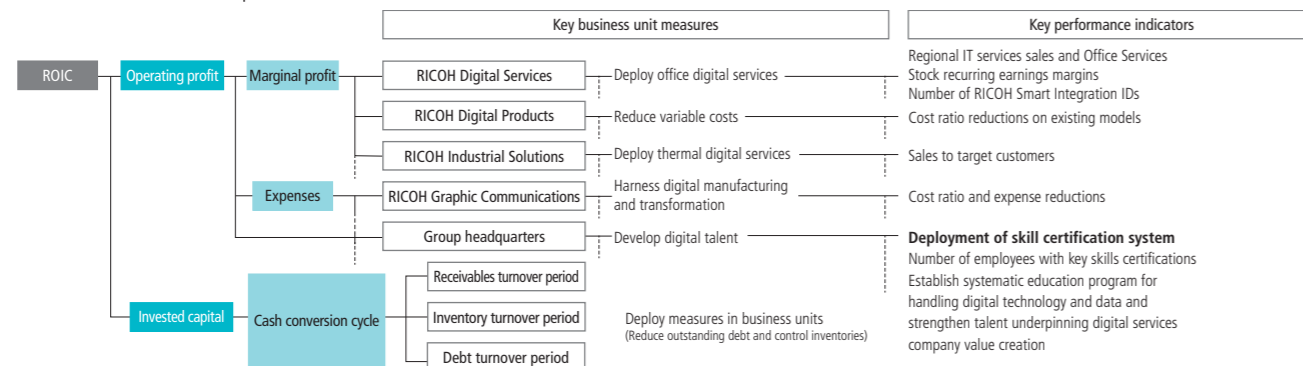 Key business unit measures
Key performance indicators
ROIC
Operating profit
Marginal profit
RICOH Digital Services
Deploy office digital services
Regional IT services sales and Office Services
Stock recurring earnings margins
Number of RICOH Smart Integration IDs
RICOH Digital Products
Reduce variable costs
Cost ratio reductions on existing models
RICOH Industrial Solutions
Deploy thermal digital services
Sales to target customers
Expenses
RICOH Graphic Communications
Harness digital manufacturing
and transformation
Cost ratio and expense reductions
Group headquarters
Develop digital talent
Deployment of skill certification system
Number of employees with key skills certifications
Establish systematic education program for
handling digital technology and data and
strengthen talent underpinning digital services
company value creation
Invested capital
Cash conversion cycle
Receivables turnover period
Inventory turnover period
Debt turnover period
Deploy measures in business units
(Reduce outstanding debt and control inventories)